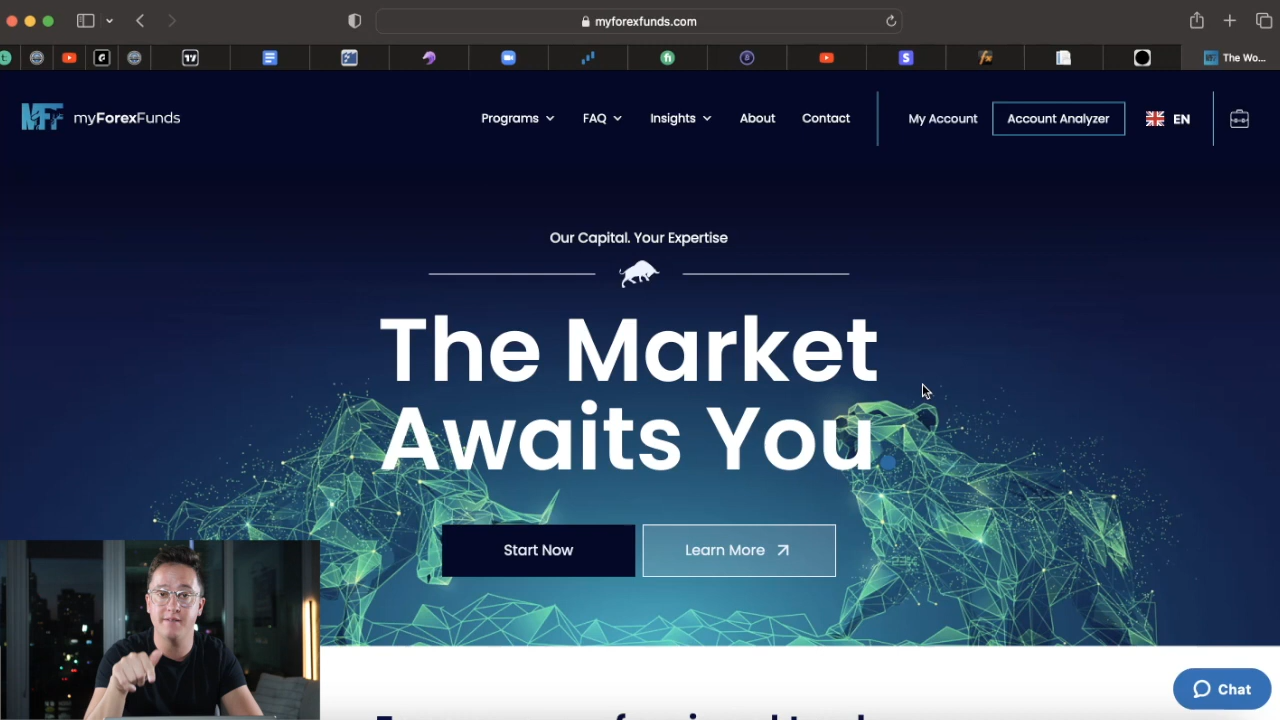 myforexfunds.com
The Wo...
MFF myForexFunds
Programs FAQ Insights About Contact My Account Account Analyzer EN
Our Capital. Your Expertise
The Market
Awaits You
Start Now Learn More
Chat